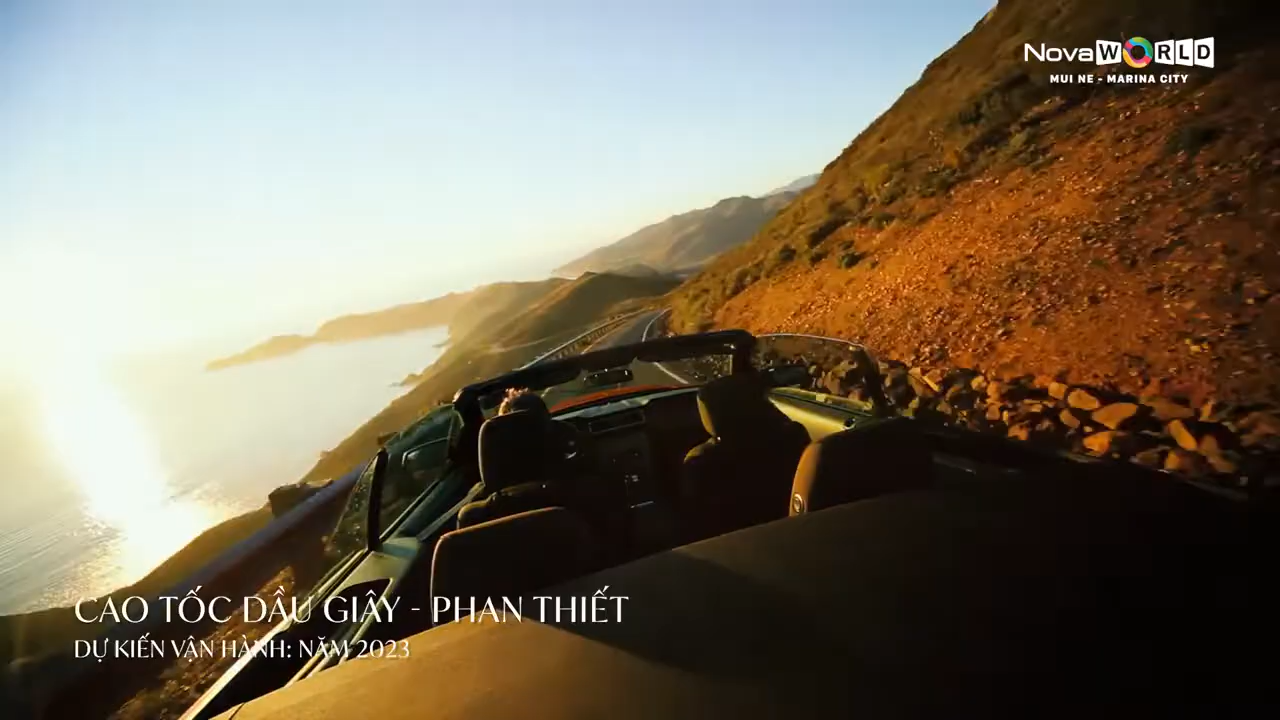 NovaWORLD
MUI NE - MARINA CITY
CAO TỐC DẦU GIÂY - PHAN THIẾT
DỰ KIẾN VẬN HÀNH: NĂM 2023